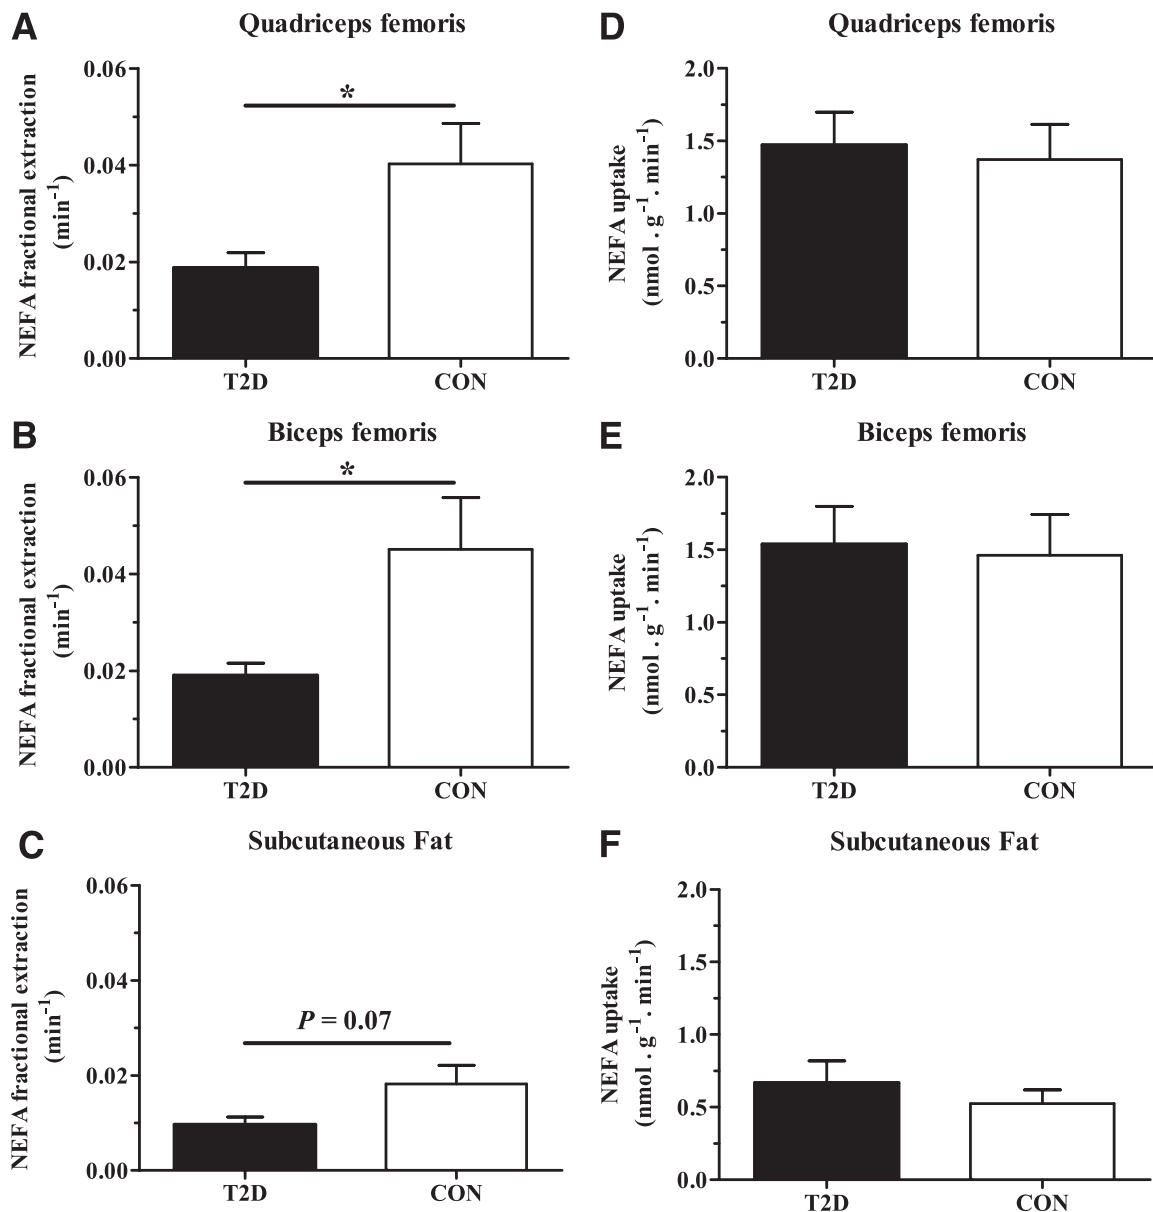 A
Quadriceps femoris
NEFA fractional extraction
(min⁻¹)
0.06
0.04
0.02
0.00
*
T2D CON
D
Quadriceps femoris
NEFA uptake
(nmol . g⁻¹. min⁻¹)
2.0
1.5
1.0
0.5
0.0
T2D CON
B
Biceps femoris
NEFA fractional extraction
(min⁻¹)
0.06
0.04
0.02
0.00
*
T2D CON
E
Biceps femoris
NEFA uptake
(nmol . g⁻¹. min⁻¹)
2.0
1.5
1.0
0.5
0.0
T2D CON
C
Subcutaneous Fat
NEFA fractional extraction
(min⁻¹)
0.06
0.04
0.02
0.00
P = 0.07
T2D CON
F
Subcutaneous Fat
NEFA uptake
(nmol . g⁻¹. min⁻¹)
2.0
1.5
1.0
0.5
0.0
T2D CON